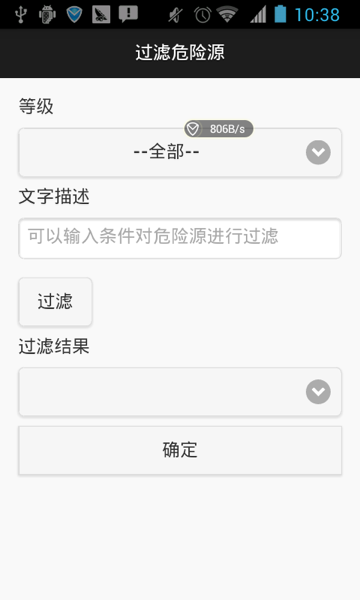 10:38
过滤危险源
等级
806B/s
--全部--
文字描述
可以输入条件对危险源进行过滤
过滤
过滤结果
确定